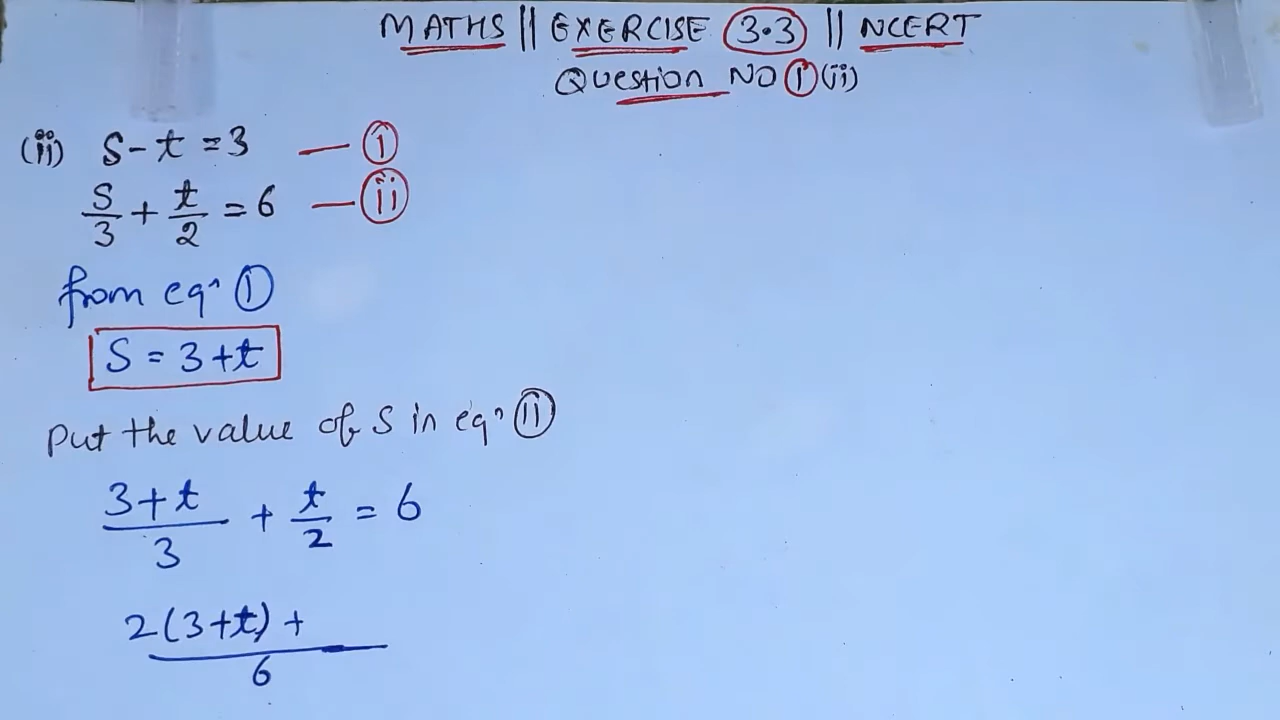 MATHS || EXERCISE 3.3 || NCERT
QUESTION NO 1 (ii)
(ii) S - t = 3 — (i)
S/3 + t/2 = 6 — (ii)
from eqn (1)
S = 3 + t
put the value of S in eqn (ii)
(3 + t)/3 + t/2 = 6
(2(3 + t) + )/6